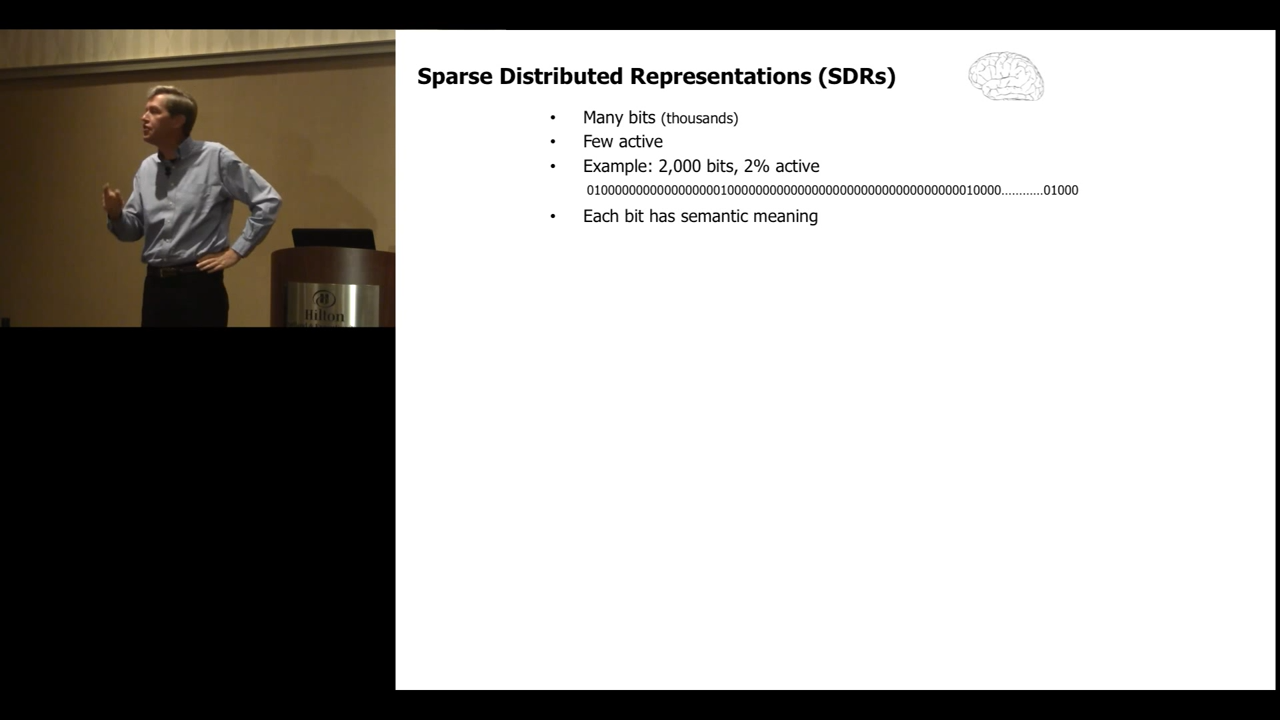 Sparse Distributed Representations (SDRs)
• Many bits (thousands)
• Few active
• Example: 2,000 bits, 2% active
01000000000000000001000000000000000000000000000000000010000…………01000
• Each bit has semantic meaning
Hilton